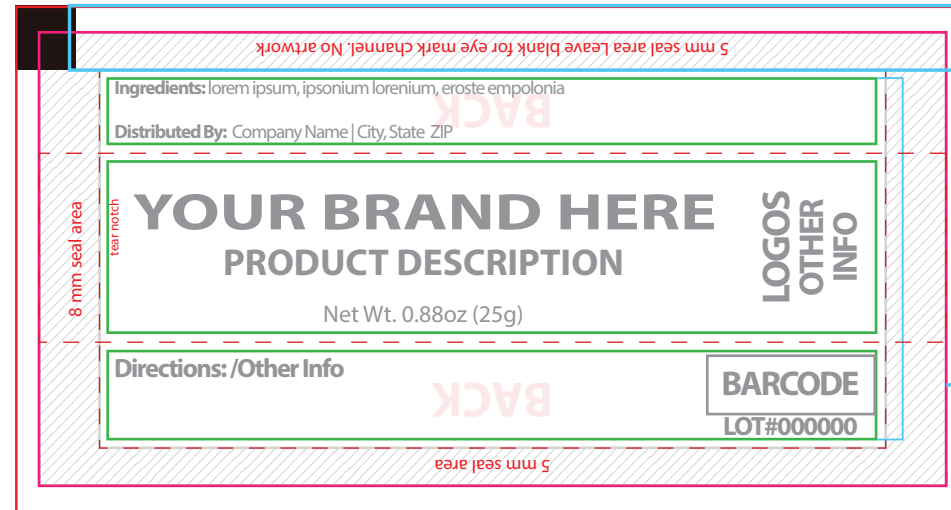 5 mm seal area Leave blank for eye mark channel. No artwork
Ingredients: lorem ipsum, ipsonium lorenium, eroste empolonia
BACK
Distributed By: Company Name | City, State ZIP
8 mm seal area
tear notch
YOUR BRAND HERE
PRODUCT DESCRIPTION
Net Wt. 0.88oz (25g)
LOGOS
OTHER
INFO
Directions: /Other Info
BACK
BARCODE
LOT#000000
5 mm seal area